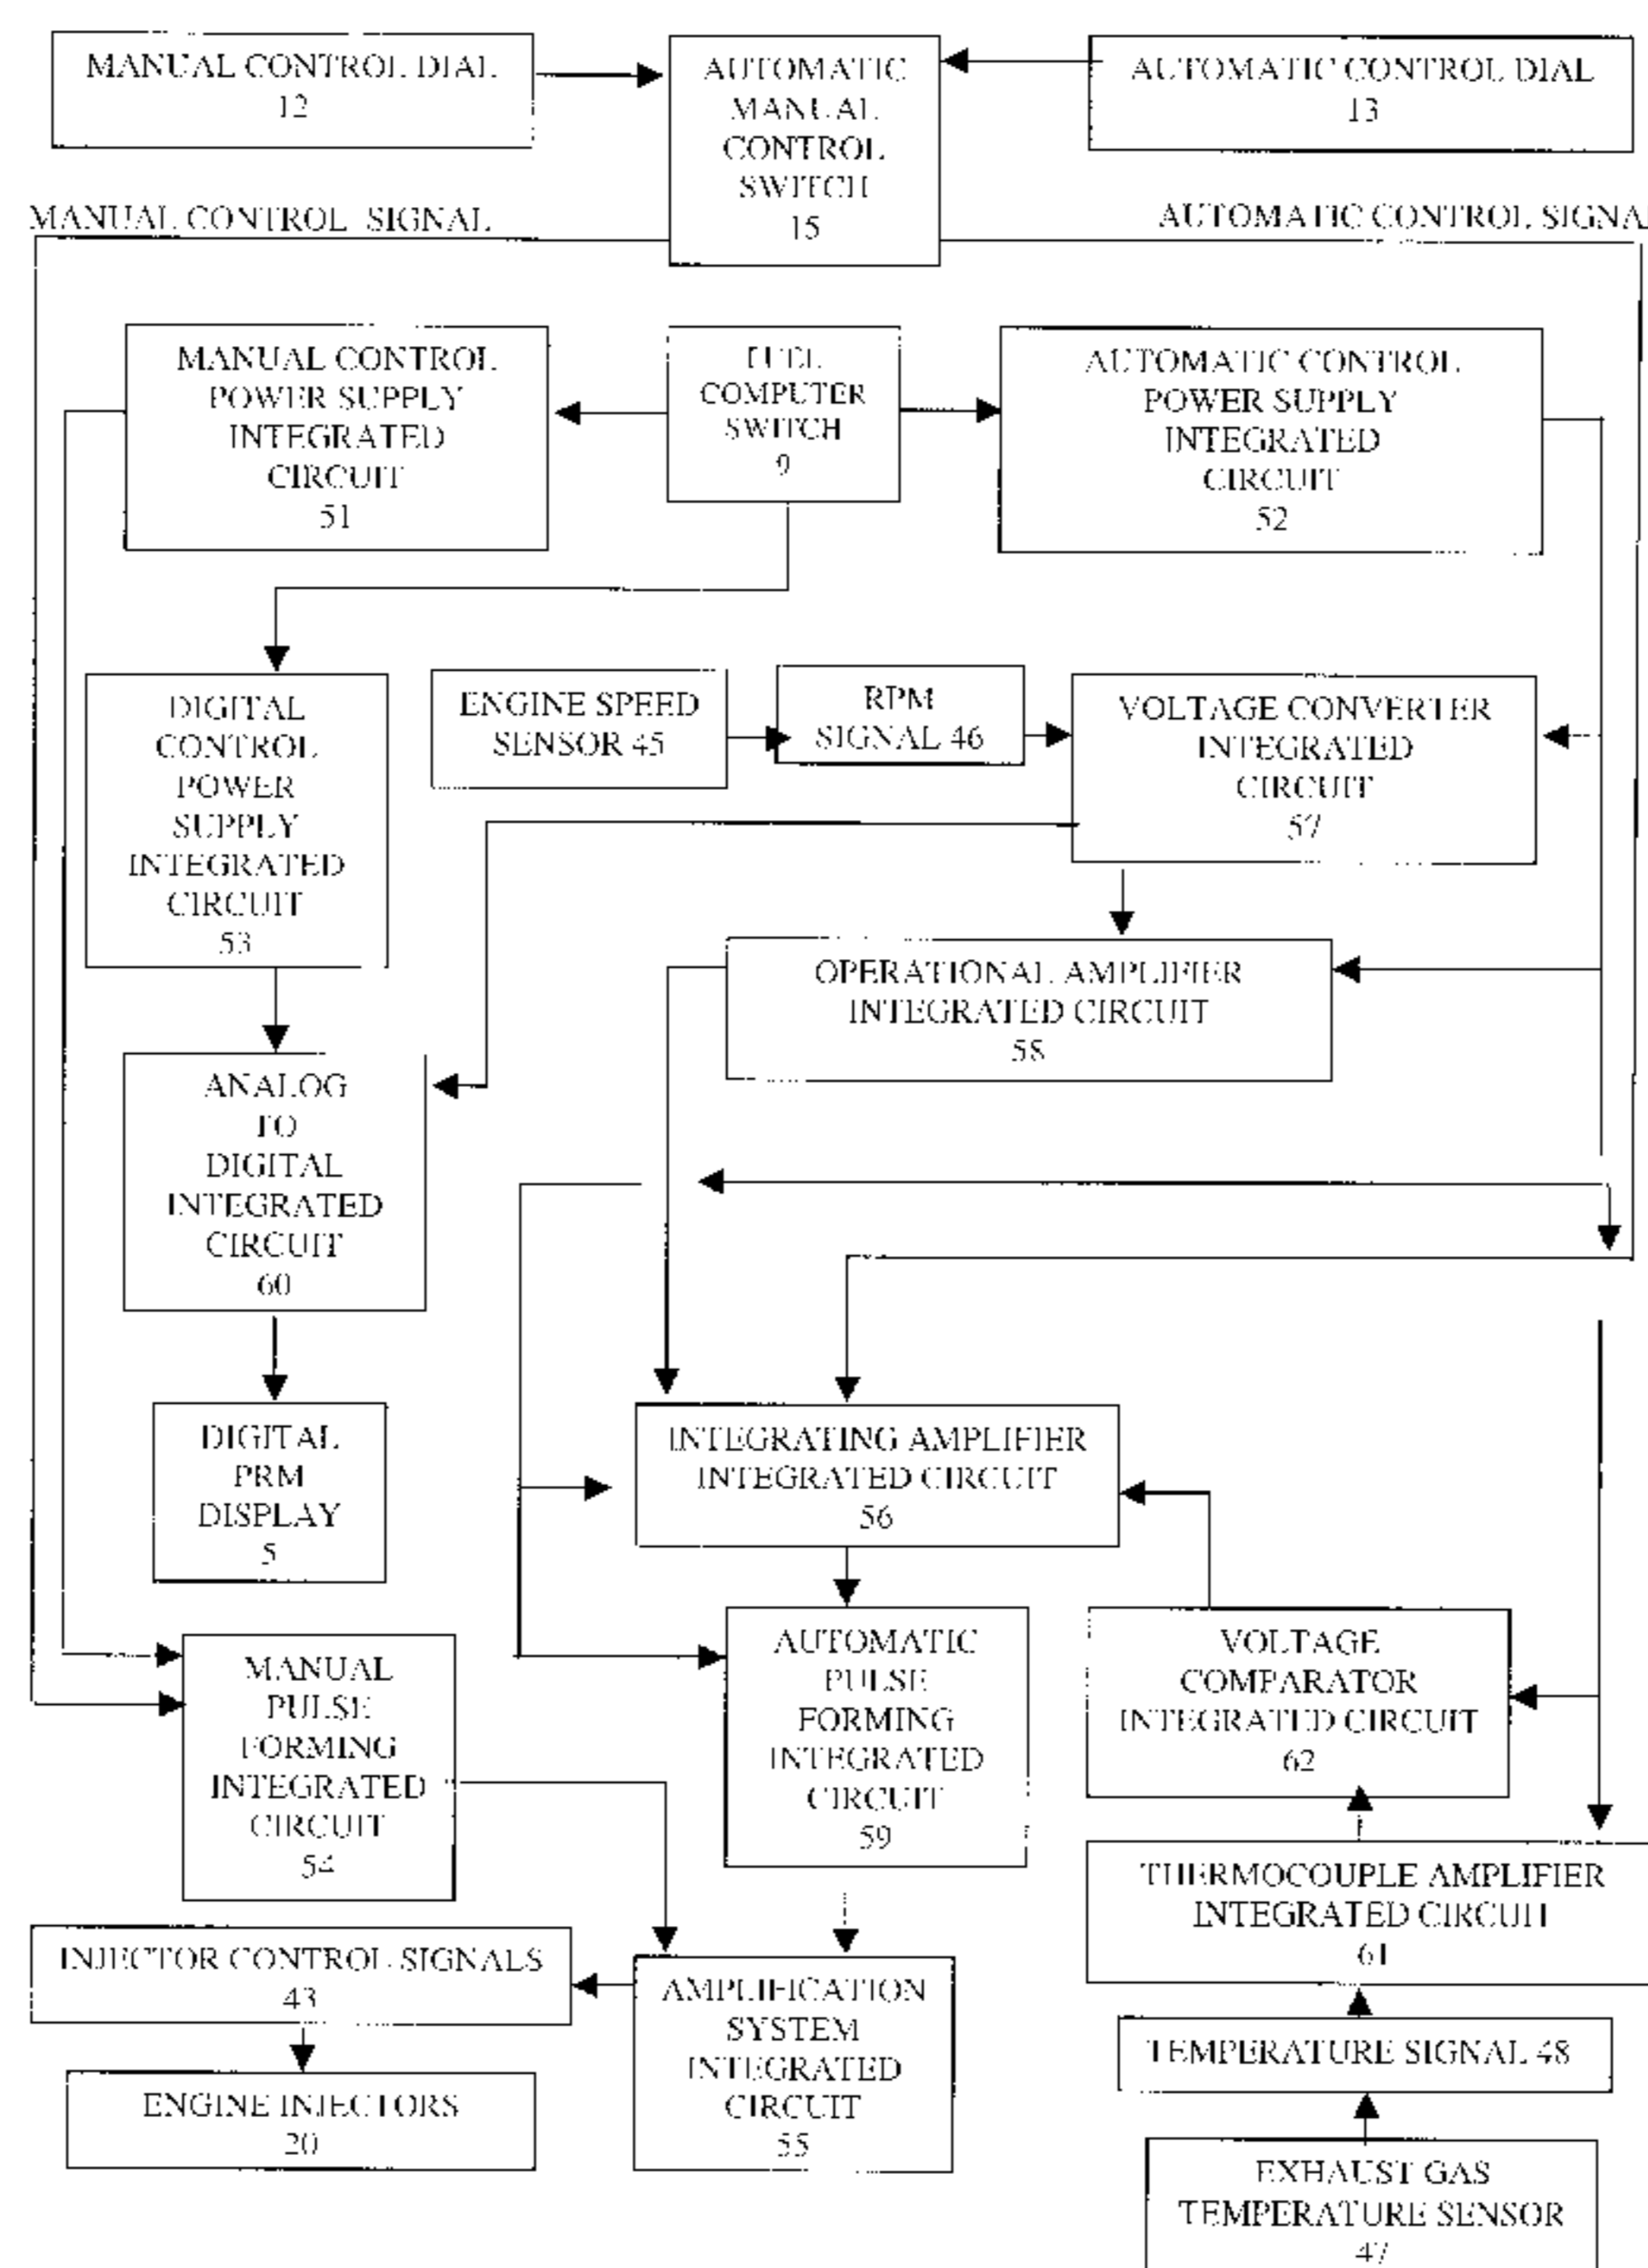 MANUAL CONTROL DIAL
12
AUTOMATIC
MANUAL
CONTROL
SWITCH
15
AUTOMATIC CONTROL DIAL
13
MANUAL CONTROL SIGNAL
AUTOMATIC CONTROL SIGNAL
MANUAL CONTROL
POWER SUPPLY
INTEGRATED
CIRCUIT
51
FUEL
COMPUTER
SWITCH
9
AUTOMATIC CONTROL
POWER SUPPLY
INTEGRATED
CIRCUIT
52
DIGITAL
CONTROL
POWER
SUPPLY
INTEGRATED
CIRCUIT
53
ENGINE SPEED
SENSOR 45
RPM
SIGNAL 46
VOLTAGE CONVERTER
INTEGRATED
CIRCUIT
57
OPERATIONAL AMPLIFIER
INTEGRATED CIRCUIT
58
ANALOG
TO
DIGITAL
INTEGRATED
CIRCUIT
60
DIGITAL
PRM
DISPLAY
5
INTEGRATING AMPLIFIER
INTEGRATED CIRCUIT
56
MANUAL
PULSE
FORMING
INTEGRATED
CIRCUIT
54
AUTOMATIC
PULSE
FORMING
INTEGRATED
CIRCUIT
59
VOLTAGE
COMPARATOR
INTEGRATED CIRCUIT
62
THERMOCOUPLE AMPLIFIER
INTEGRATED CIRCUIT
61
INJECTOR CONTROL SIGNALS
43
AMPLIFICATION
SYSTEM
INTEGRATED
CIRCUIT
55
TEMPERATURE SIGNAL 48
ENGINE INJECTORS
20
EXHAUST GAS
TEMPERATURE SENSOR
47